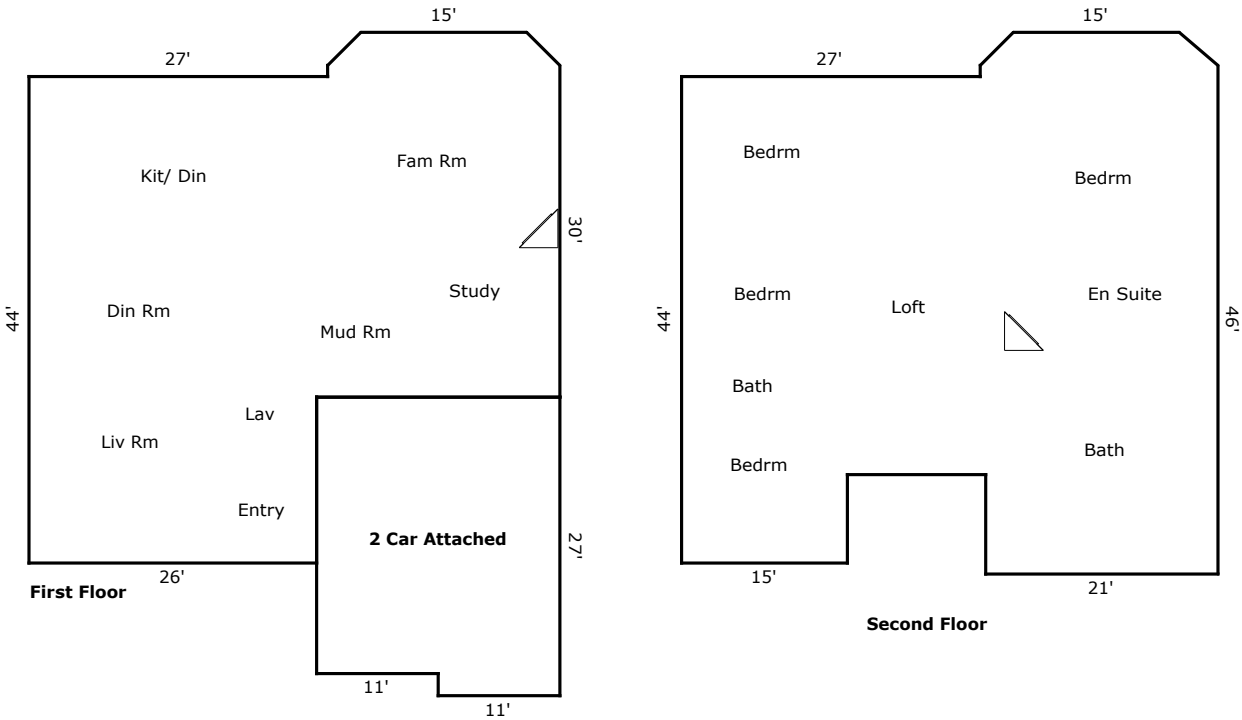 15'
27'
Fam Rm
Kit/ Din
30'
Study
Din Rm
44'
Mud Rm
Lav
Liv Rm
Entry
2 Car Attached
27'
26'
First Floor
11'
11'
15'
27'
Bedrm
Bedrm
Bedrm
En Suite
Loft
44'
46'
Bath
Bath
Bedrm
15'
21'
Second Floor